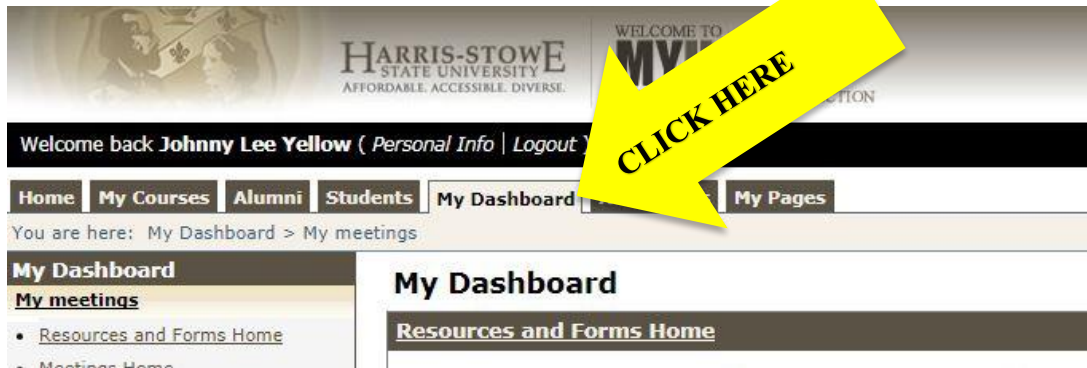 HARRIS-STOWE
STATE UNIVERSITY
AFFORDABLE. ACCESSIBLE. DIVERSE.
WELCOME TO
CLICK HERE
Welcome back Johnny Lee Yellow ( Personal Info | Logout )
Home My Courses Alumni Students My Dashboard My Pages
You are here: My Dashboard > My meetings
My Dashboard
My meetings
• Resources and Forms Home
• Meetings Home
My Dashboard
Resources and Forms Home